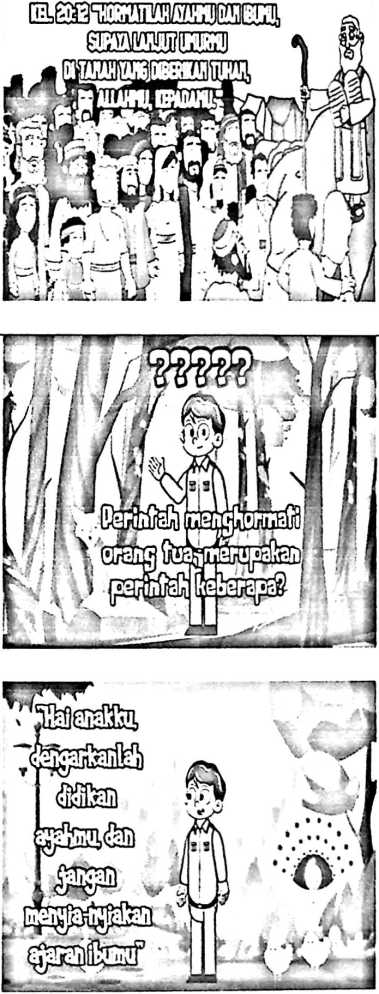 KEL. 20:12 "HORMATILAH AYAHMU DAN IBUMU,
SUPAYA LANJUT UMURMU
DI TANAH YANG DIBERIKAN TUHAN,
ALLAHMU, KEPADAMU."
?????
Perintah menghormati
orang tua, merupakan
perintah keberapa?
"Hai anakku,
dengarkanlah
didikan
ayahmu, dan
jangan
menyia-nyiakan
ajaran ibumu"